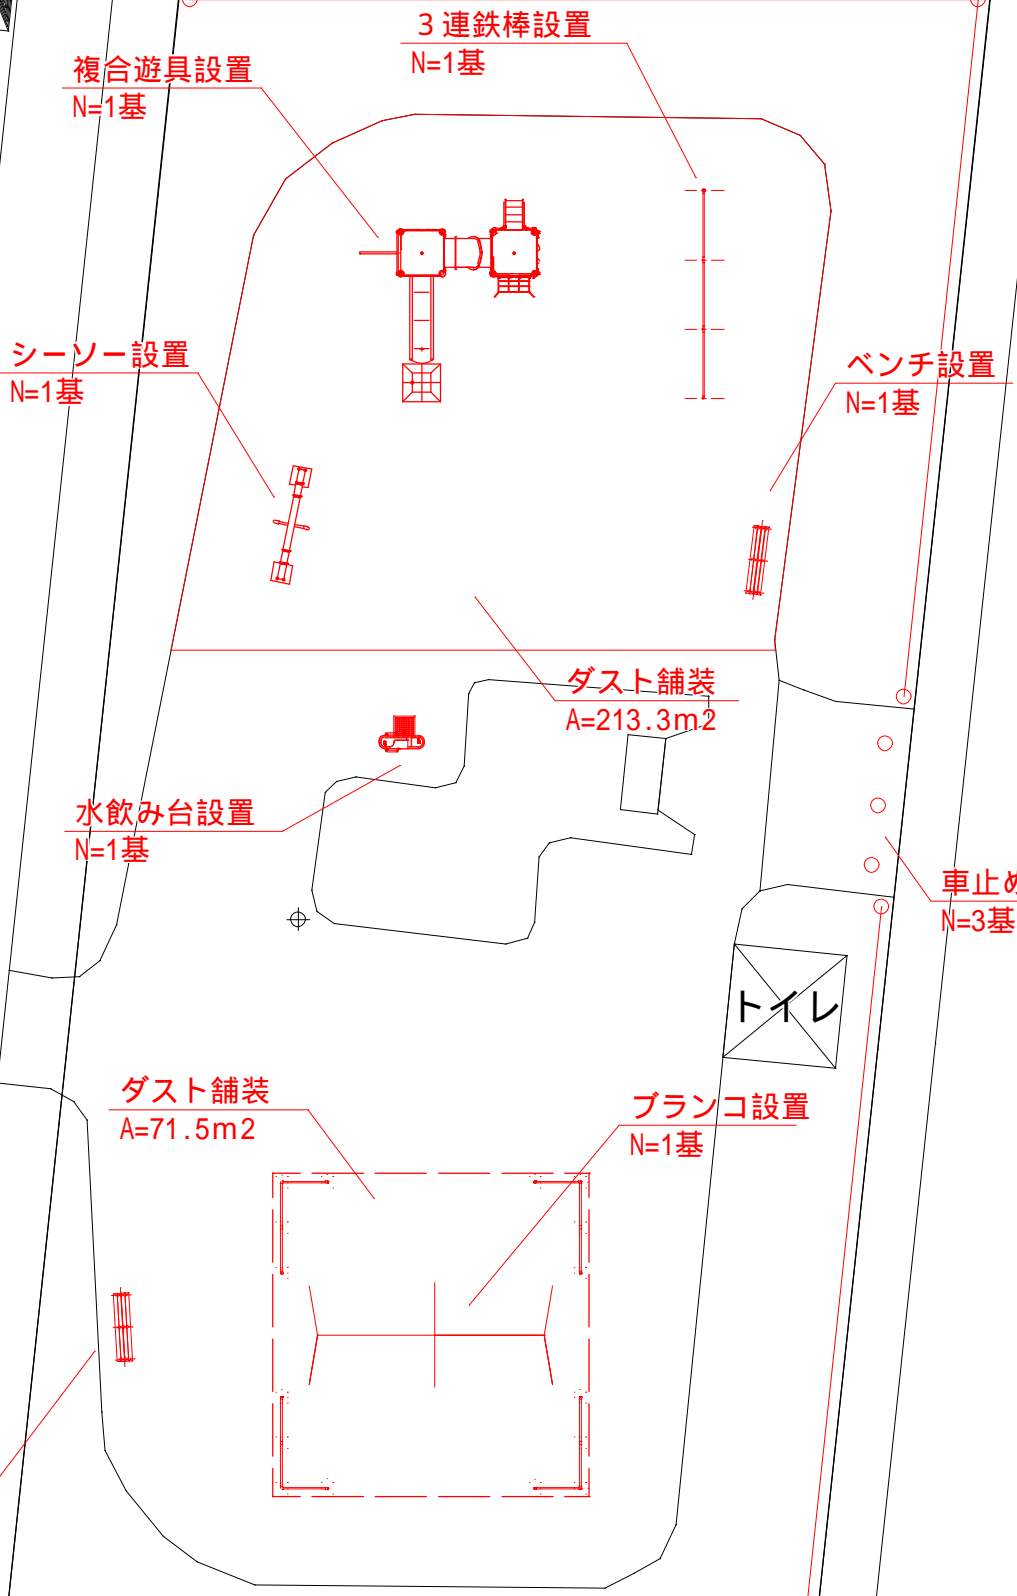 ３連鉄棒設置
N=1基
複合遊具設置
N=1基
シーソー設置
N=1基
ベンチ設置
N=1基
ダスト舗装
A=213.3m2
水飲み台設置
N=1基
車止め
N=3基
トイレ
ダスト舗装
A=71.5m2
ブランコ設置
N=1基